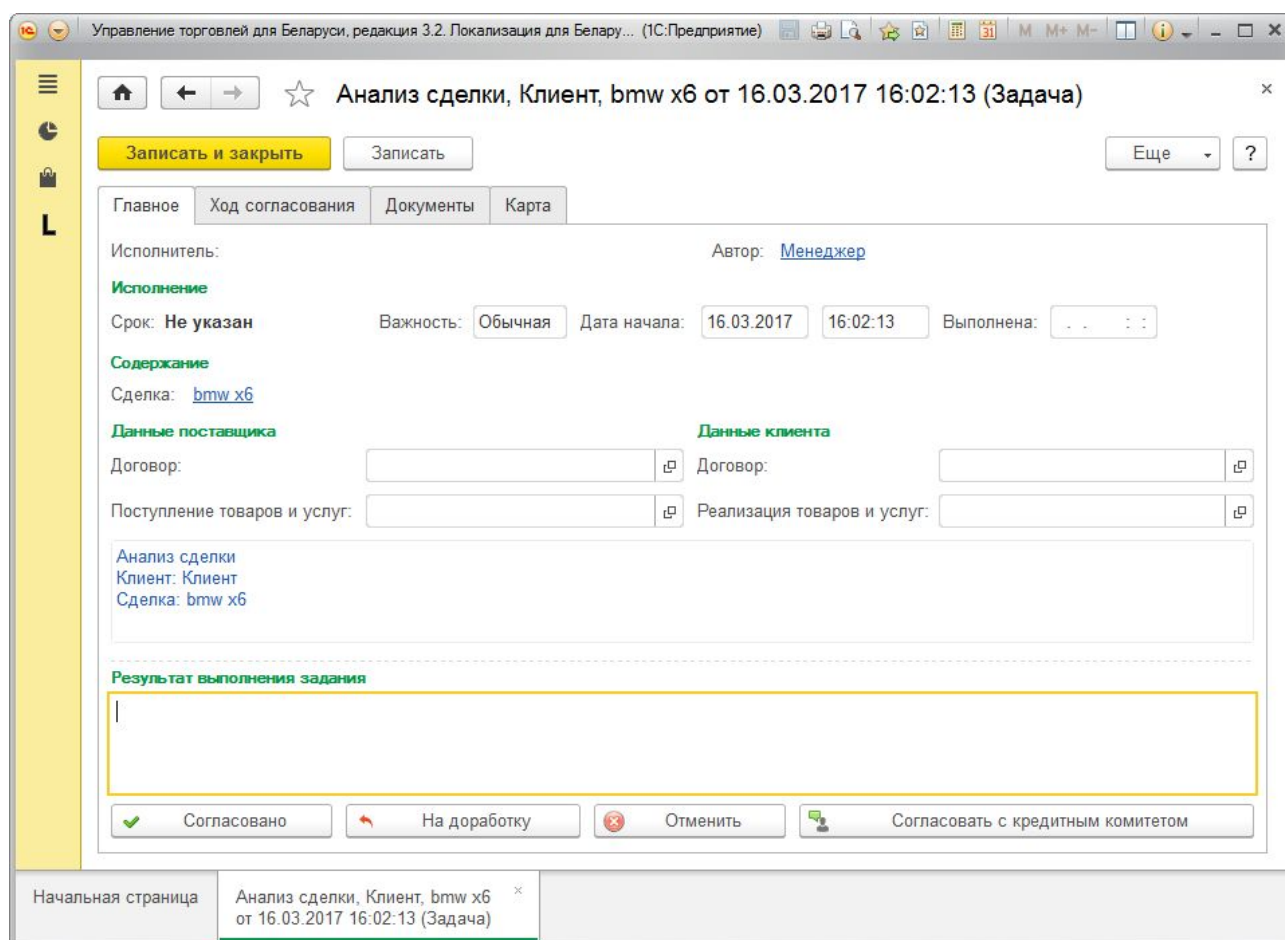 Управление торговлей для Беларуси, редакция 3.2. Локализация для Белару... (1С:Предприятие) 31 M M+ M-
Анализ сделки, Клиент, bmw x6 от 16.03.2017 16:02:13 (Задача)
Записать и закрыть Записать Еще ?
L
Главное Ход согласования Документы Карта
Исполнитель: Автор: Менеджер
Исполнение
Срок: Не указан Важность: Обычная Дата начала: 16.03.2017 16:02:13 Выполнена: . . : :
Содержание
Сделка: bmw x6
Данные поставщика Данные клиента
Договор: Договор:
Поступление товаров и услуг: Реализация товаров и услуг:
Анализ сделки
Клиент: Клиент
Сделка: bmw x6
Результат выполнения задания
Согласовано На доработку Отменить Согласовать с кредитным комитетом
Начальная страница Анализ сделки, Клиент, bmw x6
от 16.03.2017 16:02:13 (Задача)